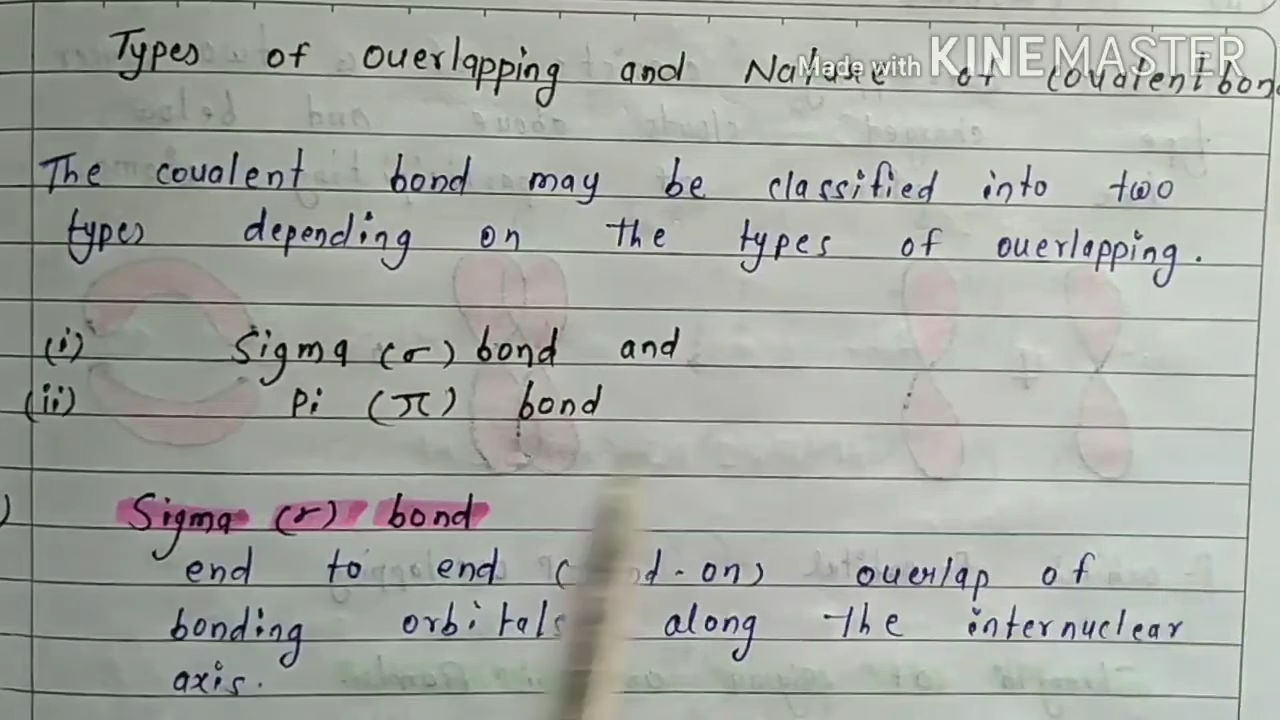 Types of overlapping and Nature of covalent bon
Made with KINEMASTER
The covalent bond may be classified into two
types depending on the types of overlapping.
(i) Sigma (σ) bond and
(ii) Pi (π) bond
) Sigma (σ) bond
end to end ( d-on) overlap of
bonding orbitals along the internuclear
axis.